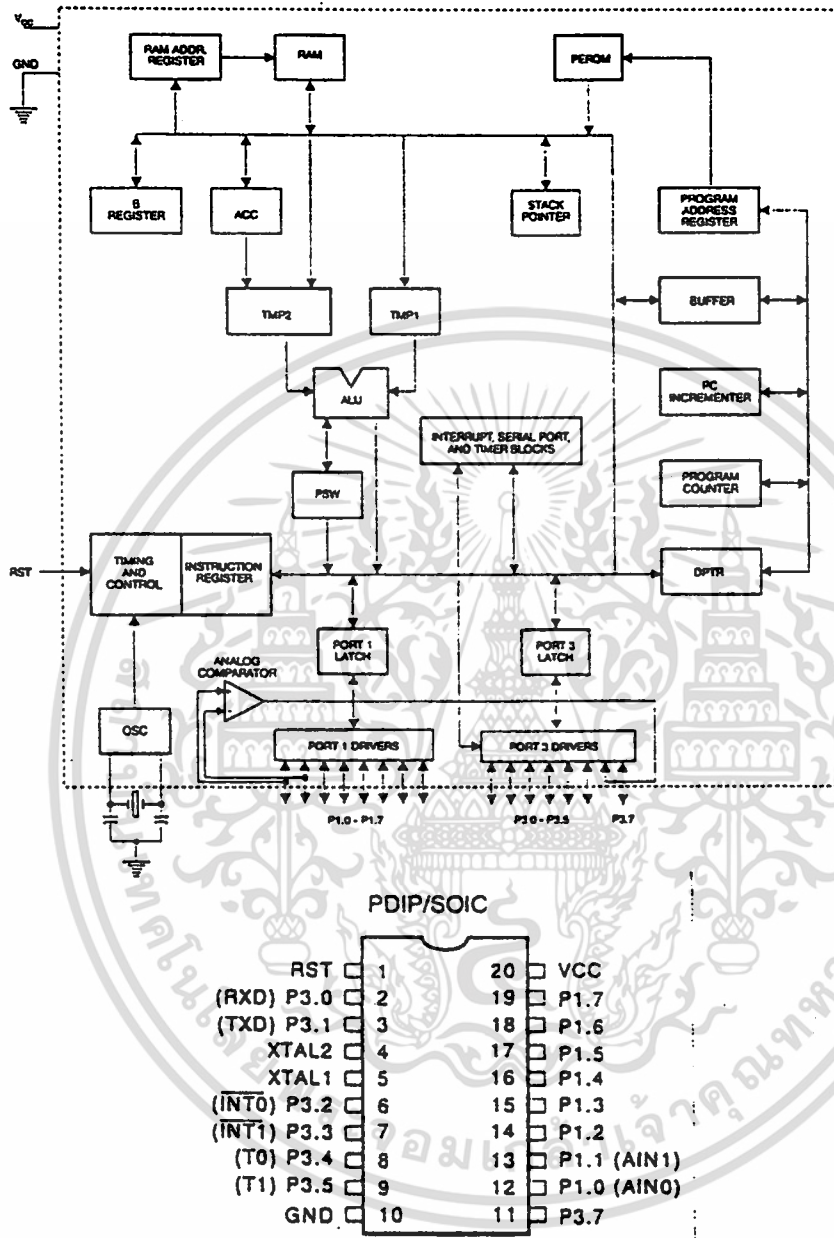 VCC
GND
RAM ADDR.
REGISTER
RAM
PEROM
B
REGISTER
ACC
STACK
POINTER
PROGRAM
ADDRESS
REGISTER
TMP2
TMP1
BUFFER
ALU
PC
INCREMENTER
INTERRUPT, SERIAL PORT,
AND TIMER BLOCKS
PSW
PROGRAM
COUNTER
RST
TIMING
AND
CONTROL
INSTRUCTION
REGISTER
DPTR
PORT 1
LATCH
PORT 3
LATCH
ANALOG
COMPARATOR
+
-
OSC
PORT 1 DRIVERS
PORT 3 DRIVERS
P1.0 - P1.7
P3.0 - P3.5
P3.7
PDIP/SOIC
RST 1 20 VCC
(RXD) P3.0 2 19 P1.7
(TXD) P3.1 3 18 P1.6
XTAL2 4 17 P1.5
XTAL1 5 16 P1.4
(INT0) P3.2 6 15 P1.3
(INT1) P3.3 7 14 P1.2
(T0) P3.4 8 13 P1.1 (AIN1)
(T1) P3.5 9 12 P1.0 (AIN0)
GND 10 11 P3.7